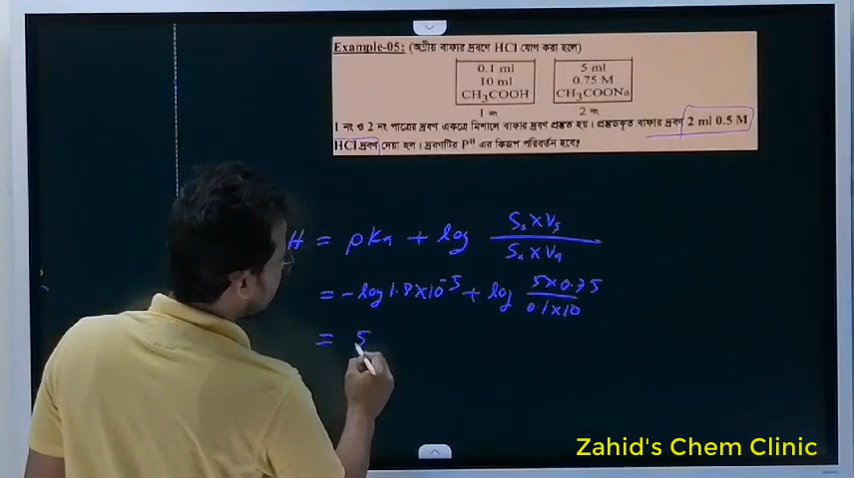 Example-05: (অম্লীয় বাফার দ্রবণে HCl যোগ করা হলে)
0.1 ml
10 ml
CH₃COOH
1 নং
5 ml
0.75 M
CH₃COONa
2 নং
1 নং ও 2 নং পাত্রের দ্রবণ একত্রে মিশালে বাফার দ্রবণ প্রস্তুত হয়। প্রস্তুতকৃত বাফার দ্রবণে 2 ml 0.5 M
HCl দ্রবণ দেয়া হল। দ্রবণটির Pᴴ এর কিরূপ পরিবর্তন হবে?
H = pKa + log (Sₛ × Vₛ) / (Sₐ × Vₐ)
= - log 1.8 × 10⁻⁵ + log (5 × 0.75) / (0.1 × 10)
= 5
Zahid's Chem Clinic